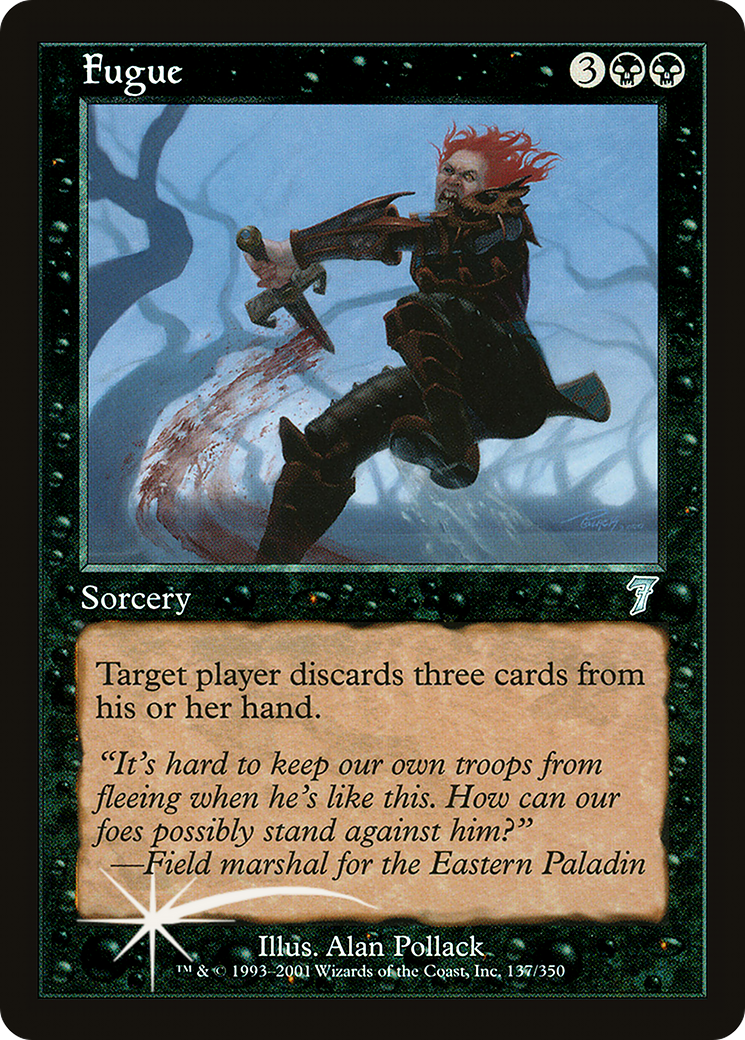 Fugue 3
Sorcery 7
Target player discards three cards from
his or her hand.
“It’s hard to keep our own troops from
fleeing when he’s like this. How can our
foes possibly stand against him?”
—Field marshal for the Eastern Paladin
Illus. Alan Pollack
™ & © 1993–2001 Wizards of the Coast, Inc. 137/350